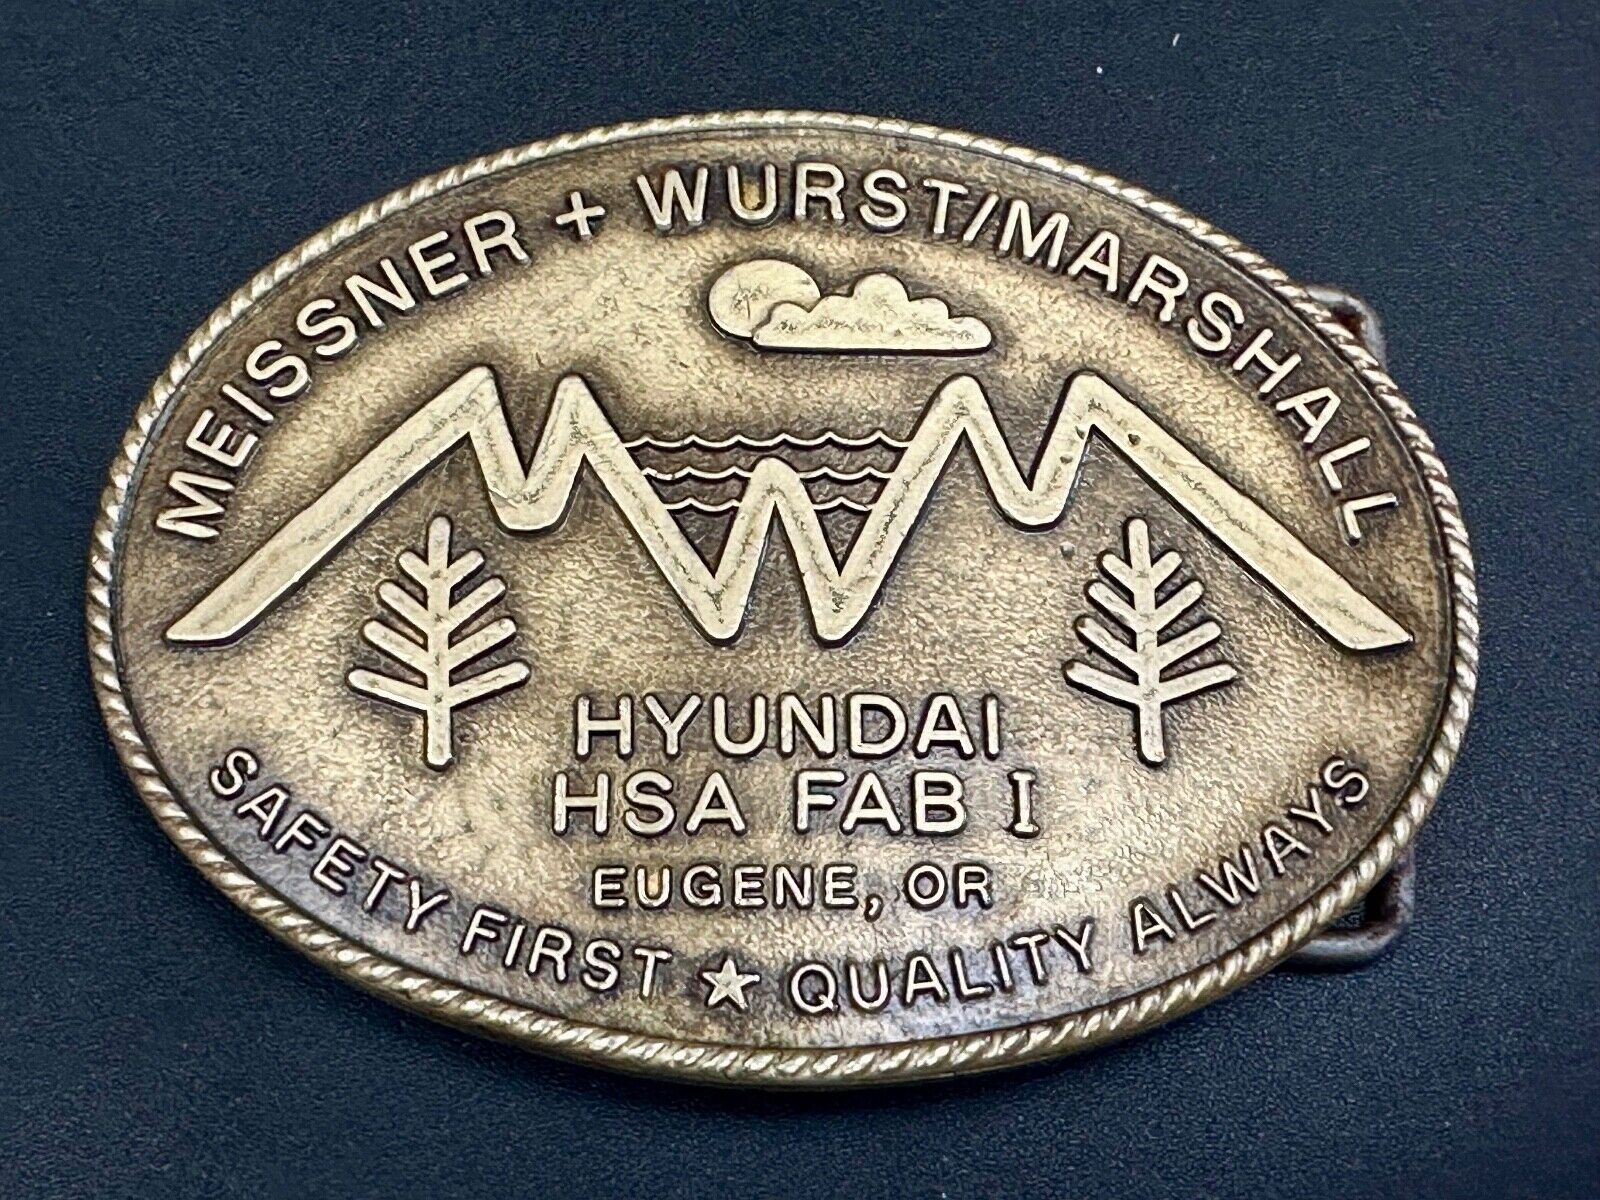 MEISSNER + WURST/MARSHALL
HYUNDAI
HSA FAB I
EUGENE, OR
SAFETY FIRST ★ QUALITY ALWAYS